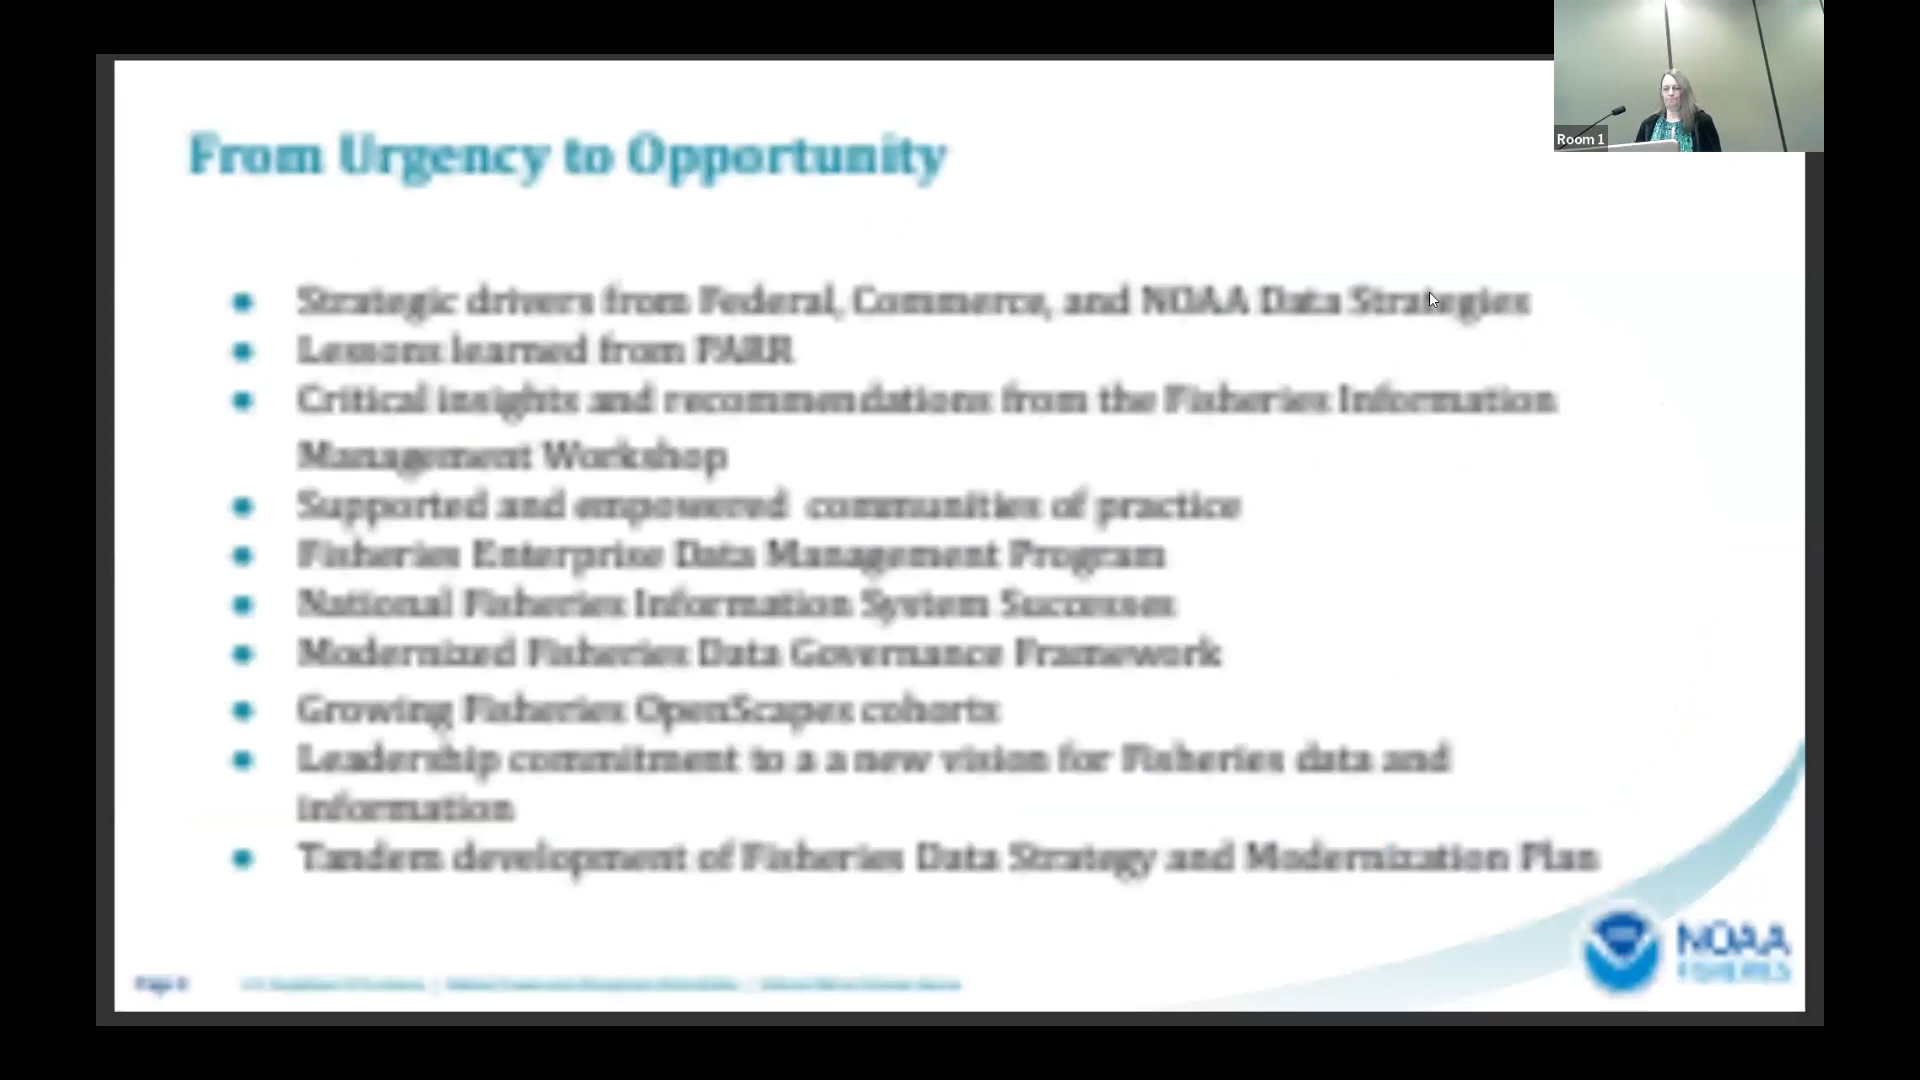 Room 1
From Urgency to Opportunity
Strategic drivers from Federal, Commerce, and NOAA Data Strategies
Lessons learned from PARR
Critical insights and recommendations from the Fisheries Information
Management Workshop
Supported and empowered communities of practice
Fisheries Enterprise Data Management Program
National Fisheries Information System Successes
Modernized Fisheries Data Governance Framework
Growing Fisheries OpenScapes cohorts
Leadership commitment to a a new vision for Fisheries data and
information
Tandem development of Fisheries Data Strategy and Modernization Plan
NOAA
FISHERIES